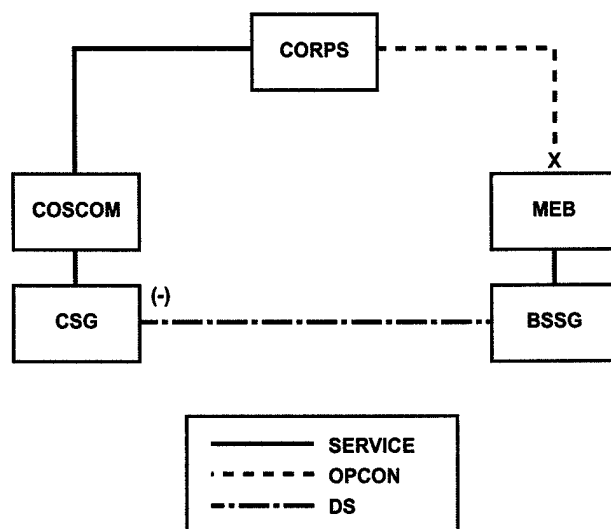 CORPS
X
COSCOM
MEB
CSG
(-)
BSSG
SERVICE
OPCON
DS